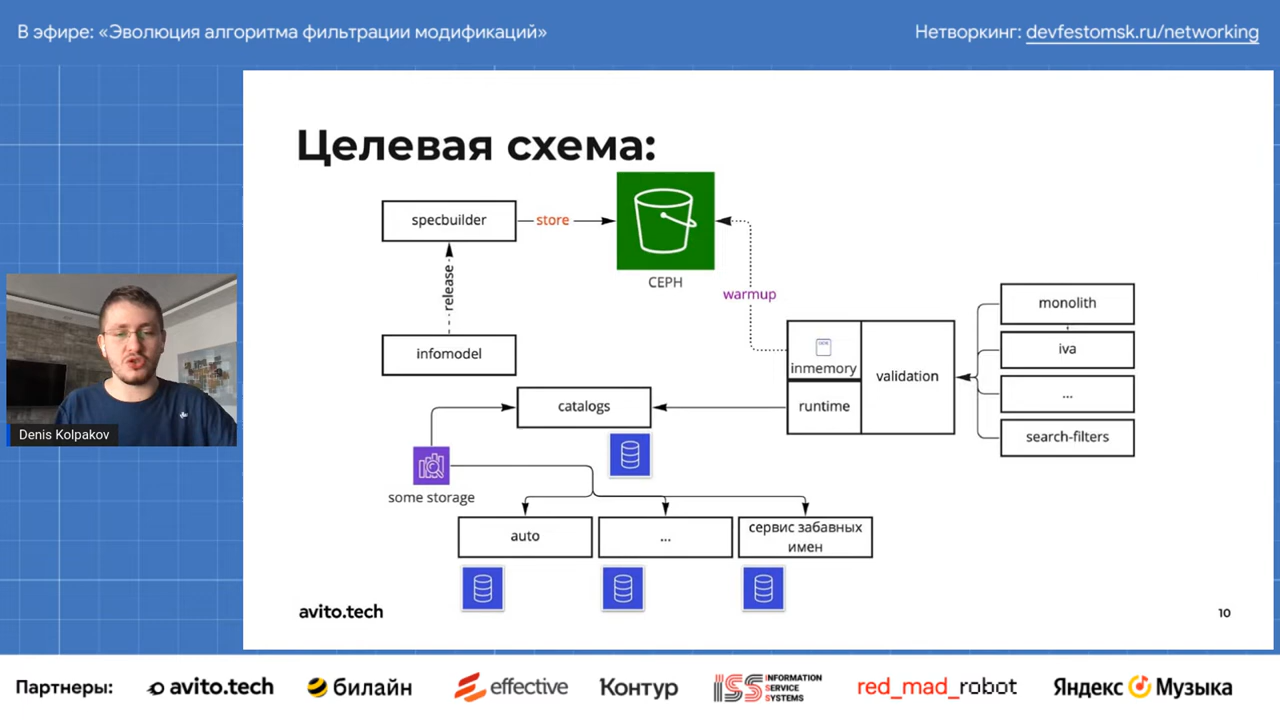 В эфире: «Эволюция алгоритма фильтрации модификаций»
Нетворкинг: devfestomsk.ru/networking
Целевая схема:
specbuilder
store
CEPH
release
warmup
infomodel
monolith
iva
...
search-filters
inmemory
validation
runtime
catalogs
some storage
auto
...
сервис забавных
имен
Denis Kolpakov
avito.tech
10
Партнеры:
avito.tech
билайн
effective
Контур
ISS INFORMATION
SERVICE
SYSTEMS
red_mad_robot
Яндекс Музыка